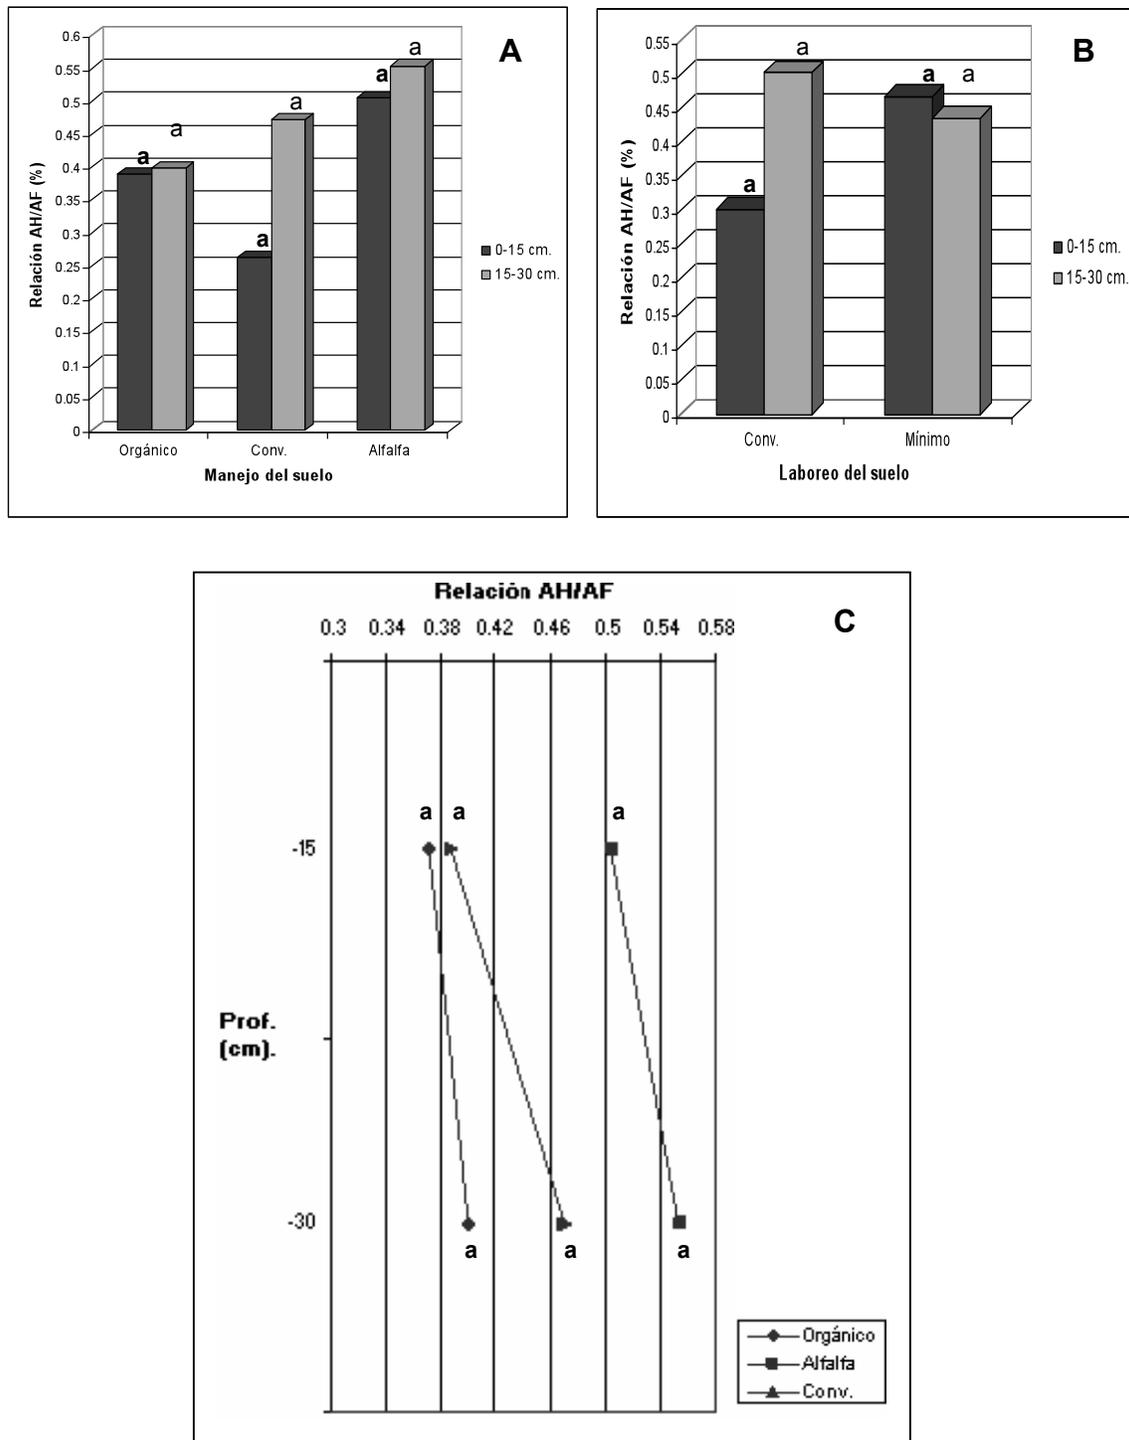 A
a
a
a
a
a
a
0.6
0.55
0.5
0.45
0.4
0.35
0.3
0.25
0.2
0.15
0.1
0.05
0
Relación AH/AF (%)
Orgánico Conv. Alfalfa
Manejo del suelo
0-15 cm.
15-30 cm.
B
a
a a
a
0.55
0.5
0.45
0.4
0.35
0.3
0.25
0.2
0.15
0.1
0.05
0
Relación AH/AF (%)
Conv. Mínimo
Laboreo del suelo
0-15 cm.
15-30 cm.
Relación AH/AF
C
0.3 0.34 0.38 0.42 0.46 0.5 0.54 0.58
a a a
-15
Prof.
(cm).
-30
a a a
Orgánico
Alfalfa
Conv.